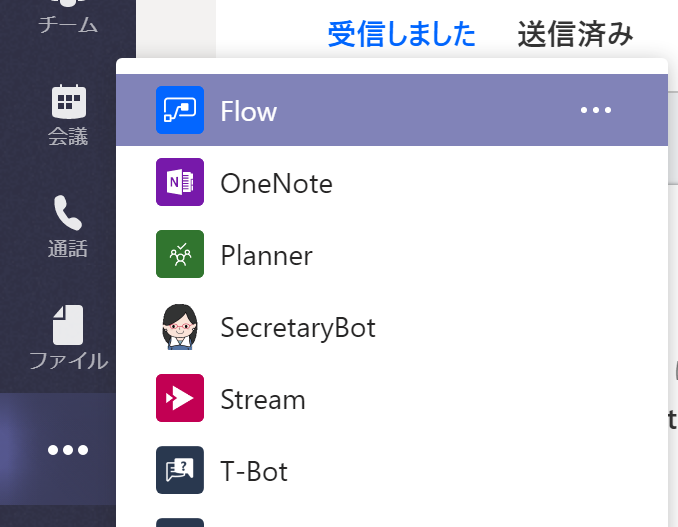 チーム
受信しました 送信済み
Flow
会議
OneNote
通話
Planner
SecretaryBot
ファイル
Stream
T-Bot